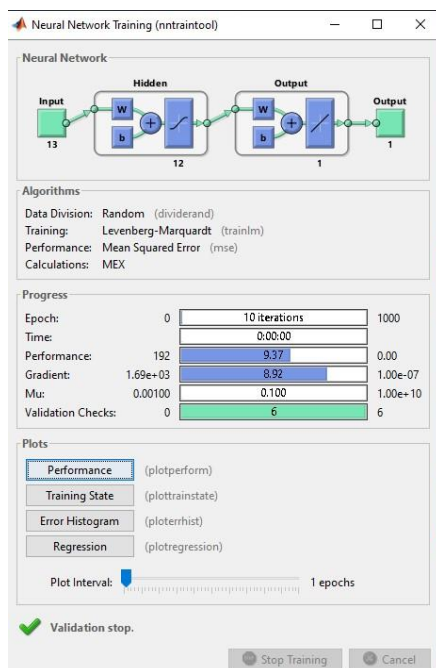 Neural Network Training (nntraintool)
Neural Network
Hidden Output
Input Output
W W
b b
13 12 1 1
Algorithms
Data Division: Random (dividerand)
Training: Levenberg-Marquardt (trainlm)
Performance: Mean Squared Error (mse)
Calculations: MEX
Progress
Epoch: 0 10 iterations 1000
Time: 0:00:00
Performance: 192 9.37 0.00
Gradient: 1.69e+03 8.92 1.00e-07
Mu: 0.00100 0.100 1.00e+10
Validation Checks: 0 6 6
Plots
Performance (plotperform)
Training State (plottrainstate)
Error Histogram (ploterrhist)
Regression (plotregression)
Plot Interval: 1 epochs
Validation stop.
Stop Training Cancel